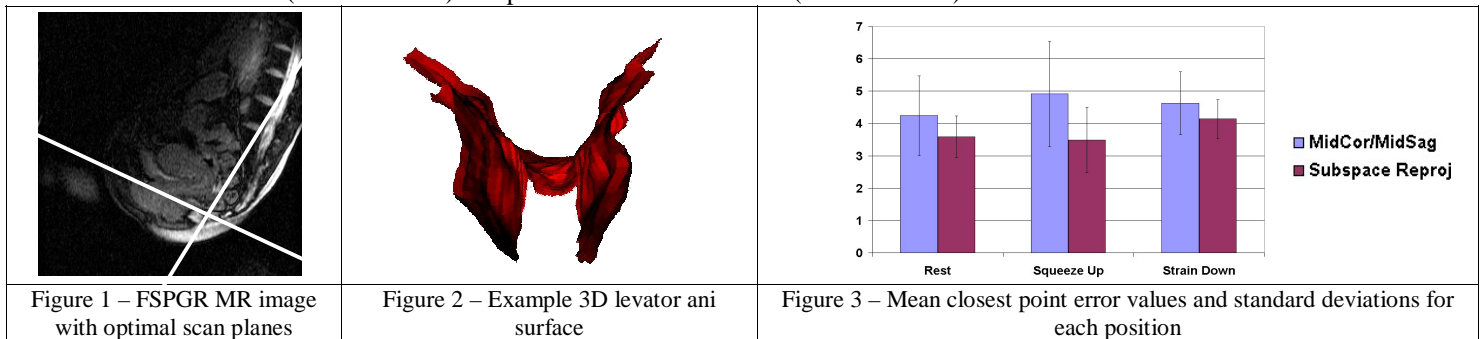 7
6
5
4
3
2
1
0
Rest Squeeze Up Strain Down
MidCor/MidSag
Subspace Reproj
Figure 1 – FSPGR MR image
with optimal scan planes
Figure 2 – Example 3D levator ani
surface
Figure 3 – Mean closest point error values and standard deviations for
each position